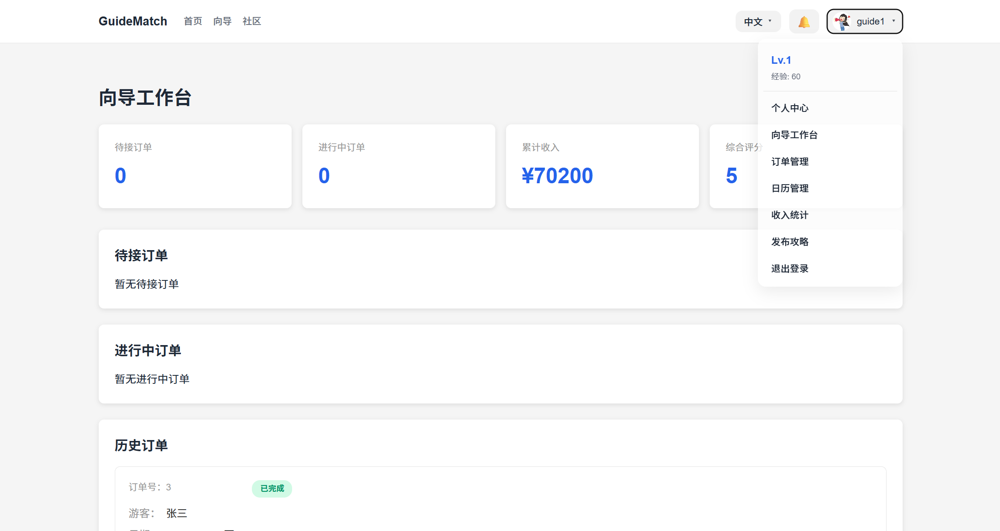 GuideMatch 首页 向导 社区 中文 guide1
Lv.1
经验: 60
个人中心
向导工作台
订单管理
日历管理
收入统计
发布攻略
退出登录
向导工作台
待接订单
0
进行中订单
0
累计收入
¥70200
综合评分
5
待接订单
暂无待接订单
进行中订单
暂无进行中订单
历史订单
订单号：3 已完成
游客： 张三